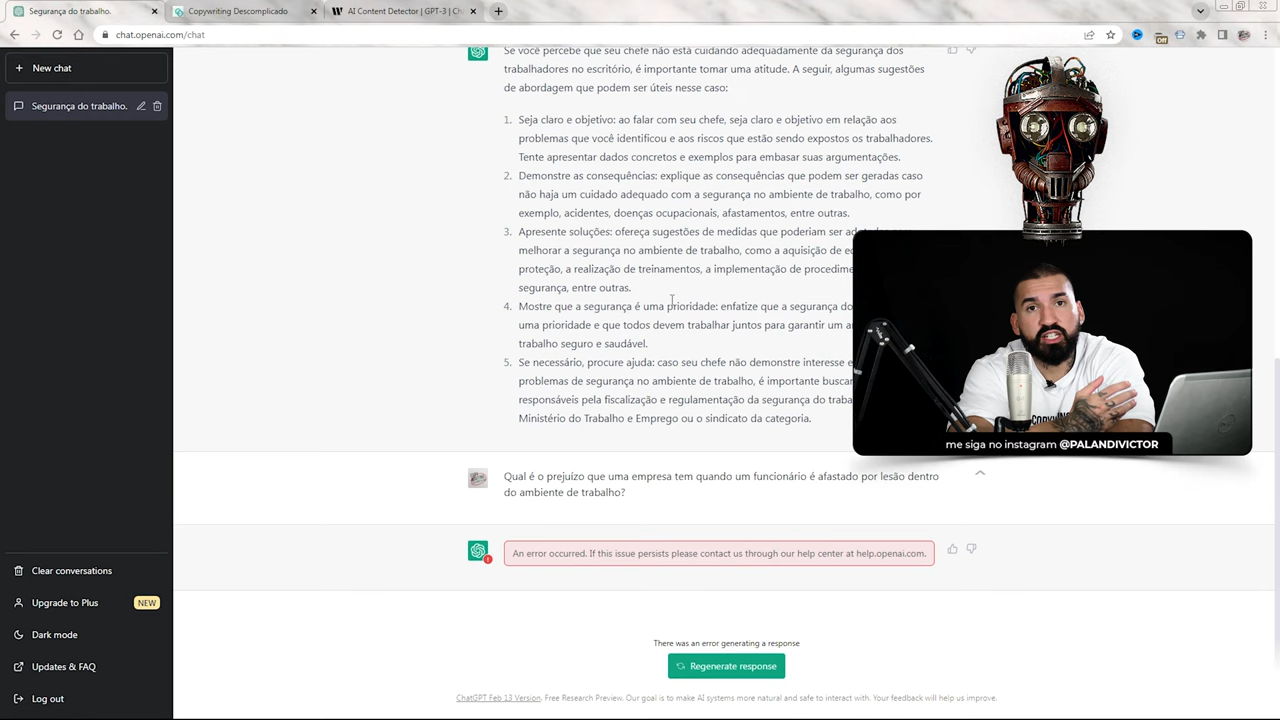 Segurança do trabalho.
Copywriting Descomplicado
AI Content Detector | GPT-3 | Ch
chat.openai.com/chat
Off
New chat
Segurança do trabalho.
Clear conversations
Upgrade to Plus
NEW
Dark mode
Updates & FAQ
Log out
Se você percebe que seu chefe não está cuidando adequadamente da segurança dos
trabalhadores no escritório, é importante tomar uma atitude. A seguir, algumas sugestões
de abordagem que podem ser úteis nesse caso:
1. Seja claro e objetivo: ao falar com seu chefe, seja claro e objetivo em relação aos
problemas que você identificou e aos riscos que estão sendo expostos os trabalhadores.
Tente apresentar dados concretos e exemplos para embasar suas argumentações.
2. Demonstre as consequências: explique as consequências que podem ser geradas caso
não haja um cuidado adequado com a segurança no ambiente de trabalho, como por
exemplo, acidentes, doenças ocupacionais, afastamentos, entre outras.
3. Apresente soluções: ofereça sugestões de medidas que poderiam ser
melhorar a segurança no ambiente de trabalho, como a aquisição de
proteção, a realização de treinamentos, a implementação de
segurança, entre outras.
4. Mostre que a segurança é uma prioridade: enfatize que a segurança
uma prioridade e que todos devem trabalhar juntos para garantir um
trabalho seguro e saudável.
5. Se necessário, procure ajuda: caso seu chefe não demonstre interesse
problemas de segurança no ambiente de trabalho, é importante
responsáveis pela fiscalização e regulamentação da segurança do
Ministério do Trabalho e Emprego ou o sindicato da categoria.
me siga no instagram @PALANDIVICTOR
Qual é o prejuízo que uma empresa tem quando um funcionário é afastado por lesão dentro
do ambiente de trabalho?
An error occurred. If this issue persists please contact us through our help center at help.openai.com.
There was an error generating a response
Regenerate response
ChatGPT Feb 13 Version. Free Research Preview. Our goal is to make AI systems more natural and safe to interact with. Your feedback will help us improve.